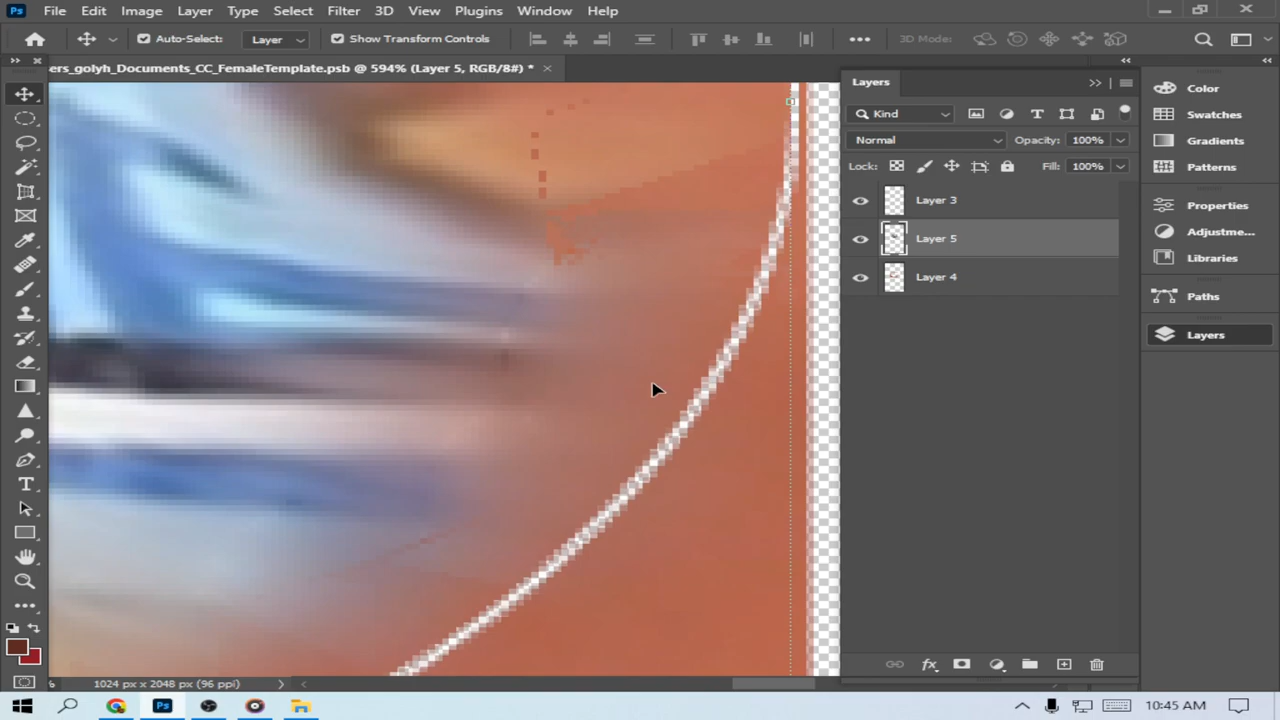 Ps File Edit Image Layer Type Select Filter 3D View Plugins Window Help
Auto-Select: Layer Show Transform Controls 3D Mode:
ers_golyh_Documents_CC_FemaleTemplate.psb @ 594% (Layer 5, RGB/8#) *
Layers
Kind
Normal Opacity: 100%
Lock: Fill: 100%
Layer 3
Layer 5
Layer 4
Color
Swatches
Gradients
Patterns
Properties
Adjustme...
Libraries
Paths
Layers
1024 px x 2048 px (96 ppi)
Ps 10:45 AM